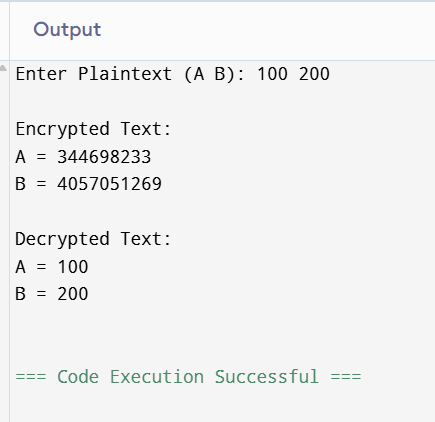 Output
Enter Plaintext (A B): 100 200
Encrypted Text:
A = 344698233
B = 4057051269
Decrypted Text:
A = 100
B = 200
=== Code Execution Successful ===